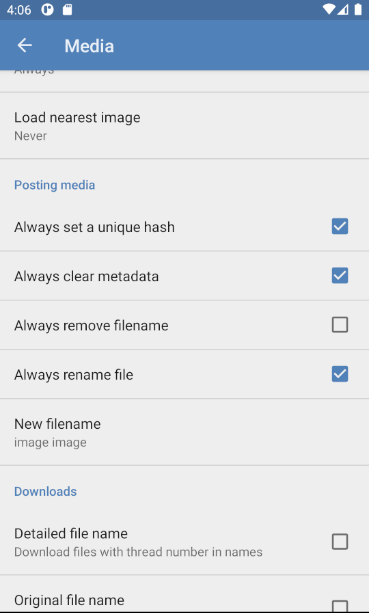 4:06
Media
Always
Load nearest image
Never
Posting media
Always set a unique hash
Always clear metadata
Always remove filename
Always rename file
New filename
image image
Downloads
Detailed file name
Download files with thread number in names
Original file name